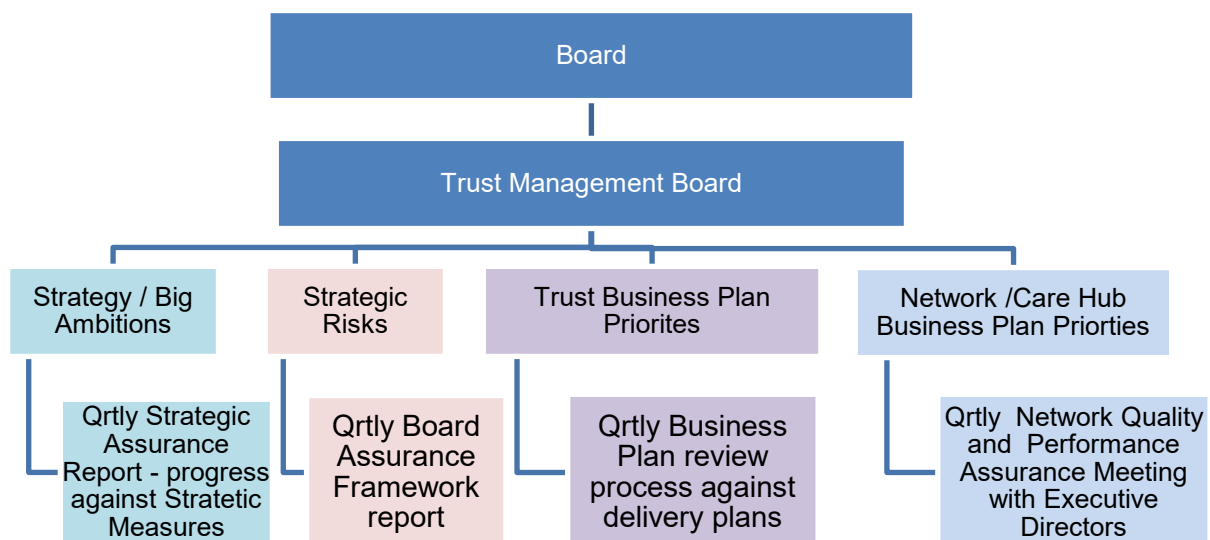 Board
Trust Management Board
Strategy / Big
Ambitions
Strategic
Risks
Trust Business Plan
Priorites
Network /Care Hub
Business Plan Priorties
Qrtly Strategic
Assurance
Report - progress
against Stratetic
Measures
Qrtly Board
Assurance
Framework
report
Qrtly Business
Plan review
process against
delivery plans
Qrtly Network Quality
and Performance
Assurance Meeting
with Executive
Directors